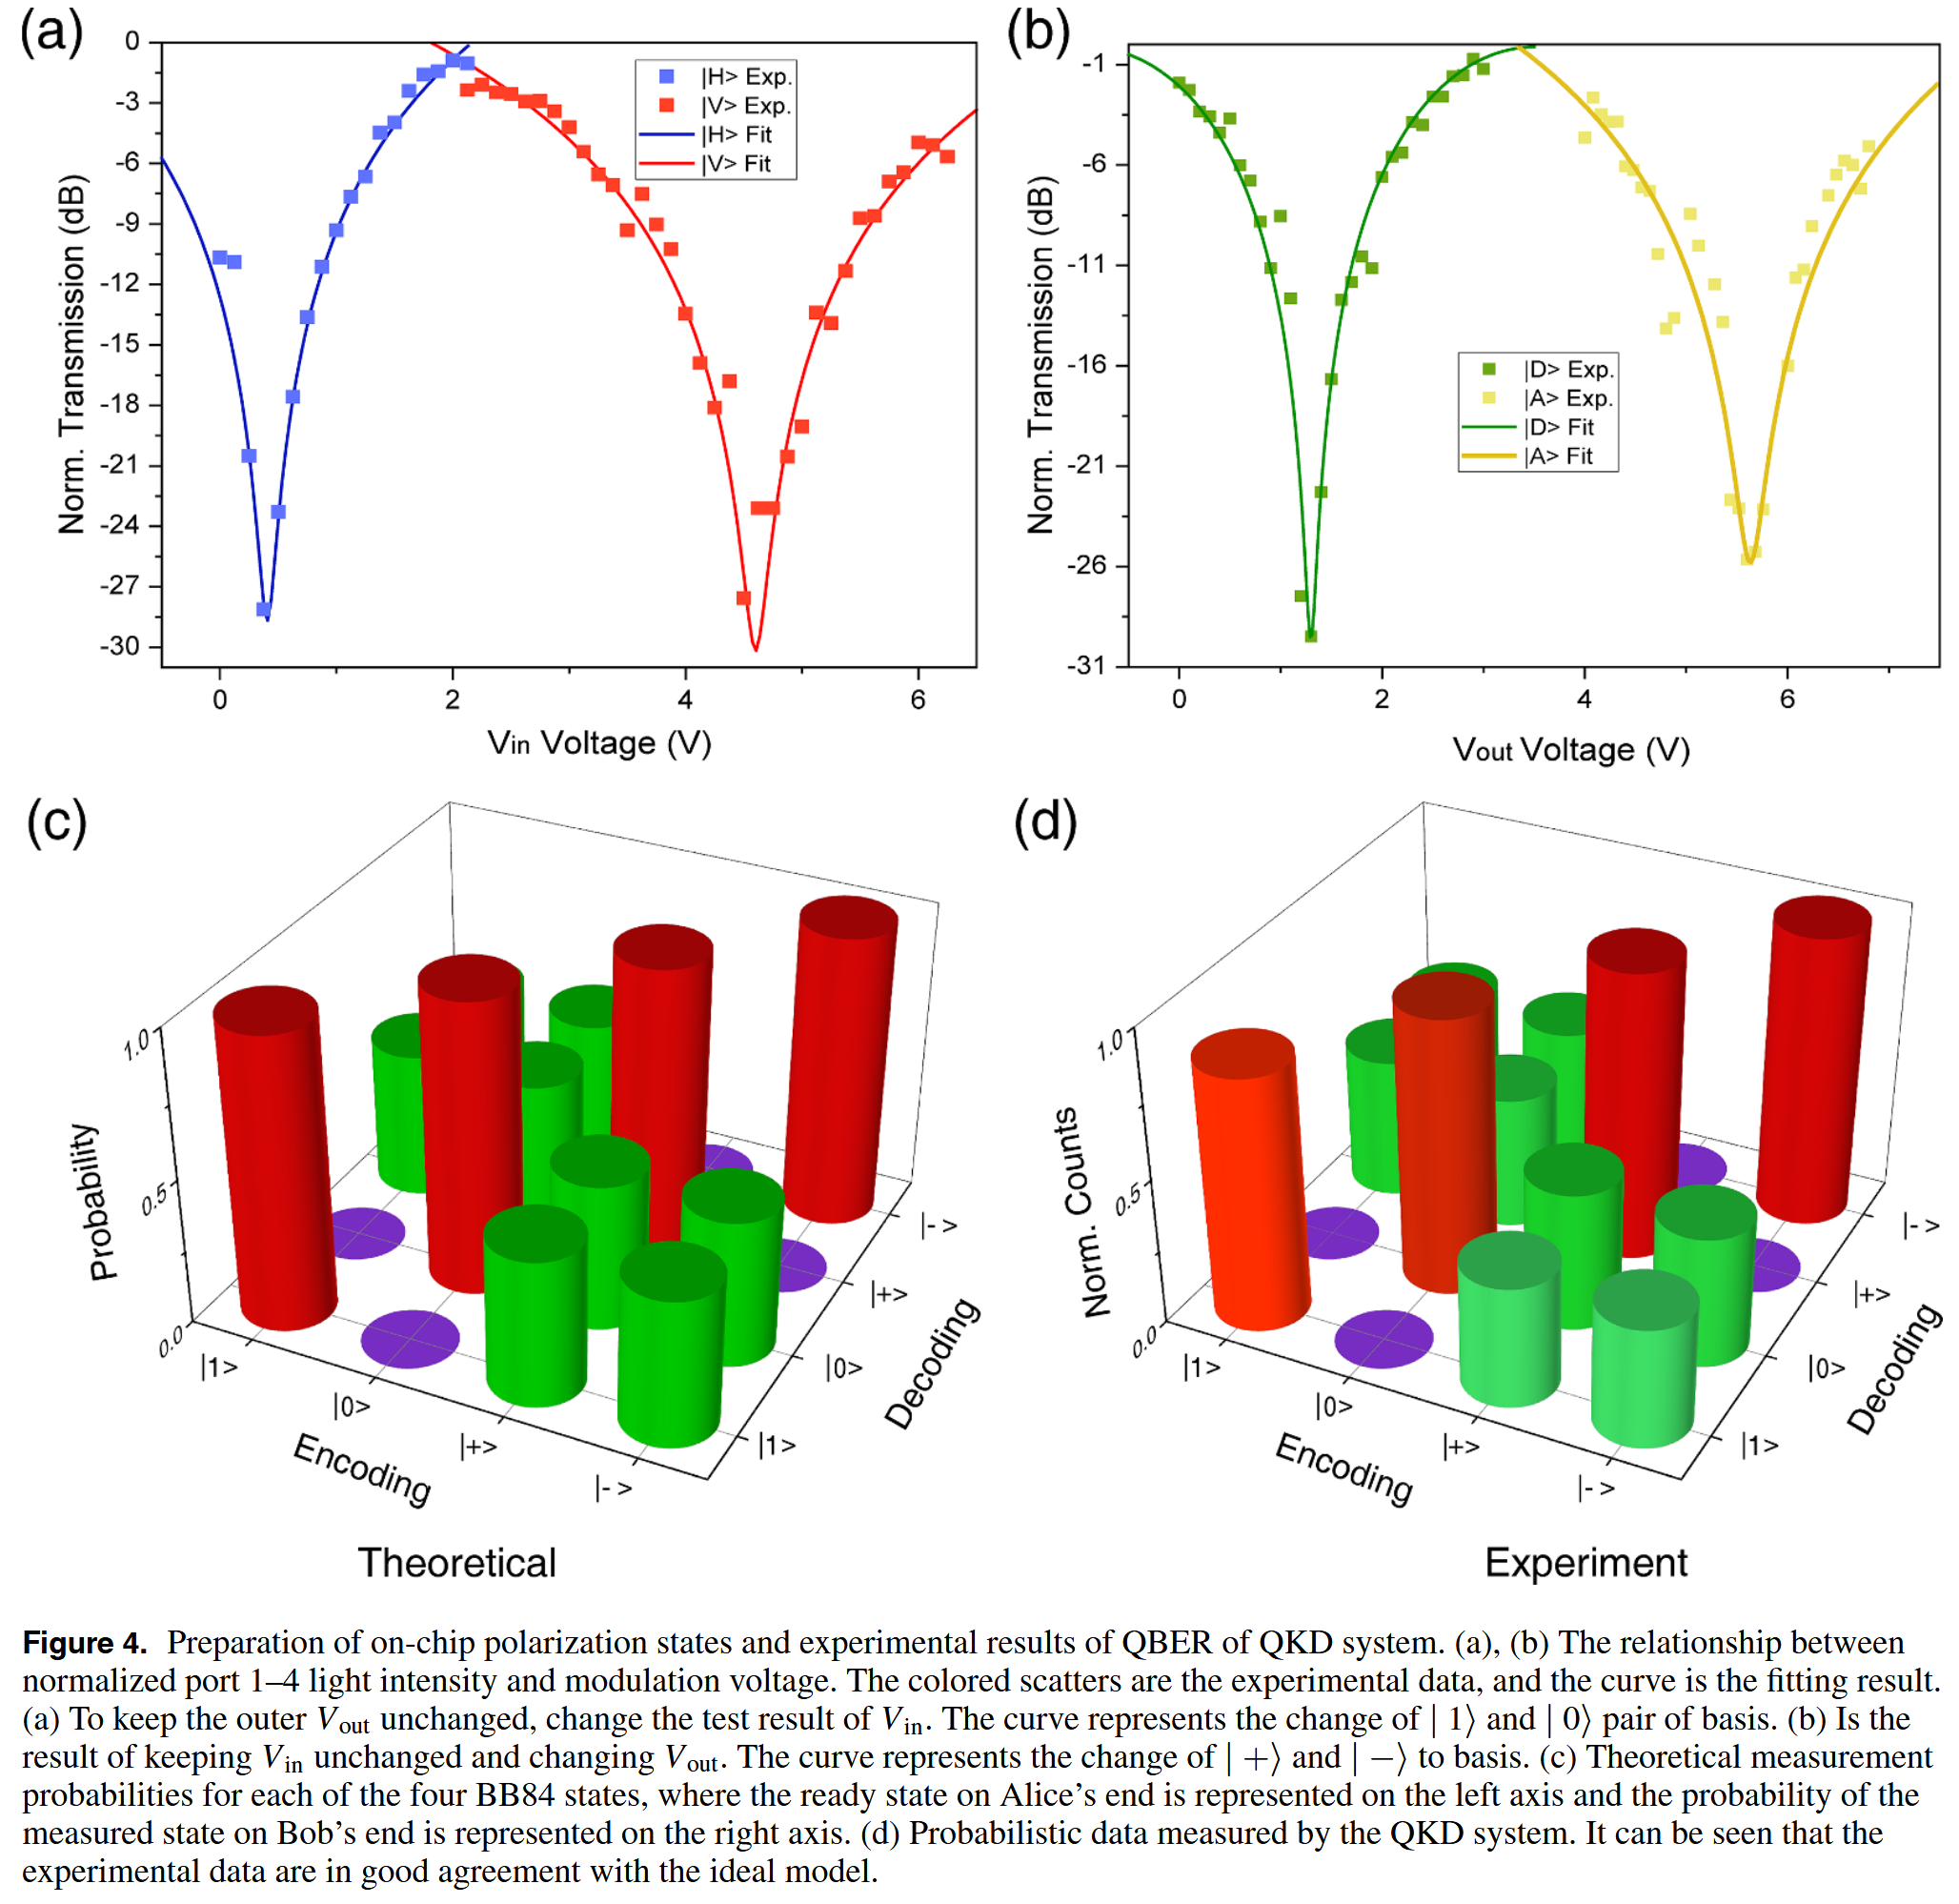 (a)
0
-3
-6
-9
-12
-15
-18
-21
-24
-27
-30
Norm. Transmission (dB)
|H> Exp.
|V> Exp.
|H> Fit
|V> Fit
0 2 4 6
Vin Voltage (V)
(b)
-1
-6
-11
-16
-21
-26
-31
Norm. Transmission (dB)
|D> Exp.
|A> Exp.
|D> Fit
|A> Fit
0 2 4 6
Vout Voltage (V)
(c)
1.0
0.5
0.0
Probability
|1>
|0>
|+>
|- >
Encoding
|- >
|+>
|0>
|1>
Decoding
Theoretical
(d)
1.0
0.5
0.0
Norm. Counts
|1>
|0>
|+>
|- >
Encoding
|- >
|+>
|0>
|1>
Decoding
Experiment
Figure 4. Preparation of on-chip polarization states and experimental results of QBER of QKD system. (a), (b) The relationship between
normalized port 1–4 light intensity and modulation voltage. The colored scatters are the experimental data, and the curve is the fitting result.
(a) To keep the outer Vout unchanged, change the test result of Vin. The curve represents the change of | 1⟩ and | 0⟩ pair of basis. (b) Is the
result of keeping Vin unchanged and changing Vout. The curve represents the change of | +⟩ and | −⟩ to basis. (c) Theoretical measurement
probabilities for each of the four BB84 states, where the ready state on Alice’s end is represented on the left axis and the probability of the
measured state on Bob’s end is represented on the right axis. (d) Probabilistic data measured by the QKD system. It can be seen that the
experimental data are in good agreement with the ideal model.